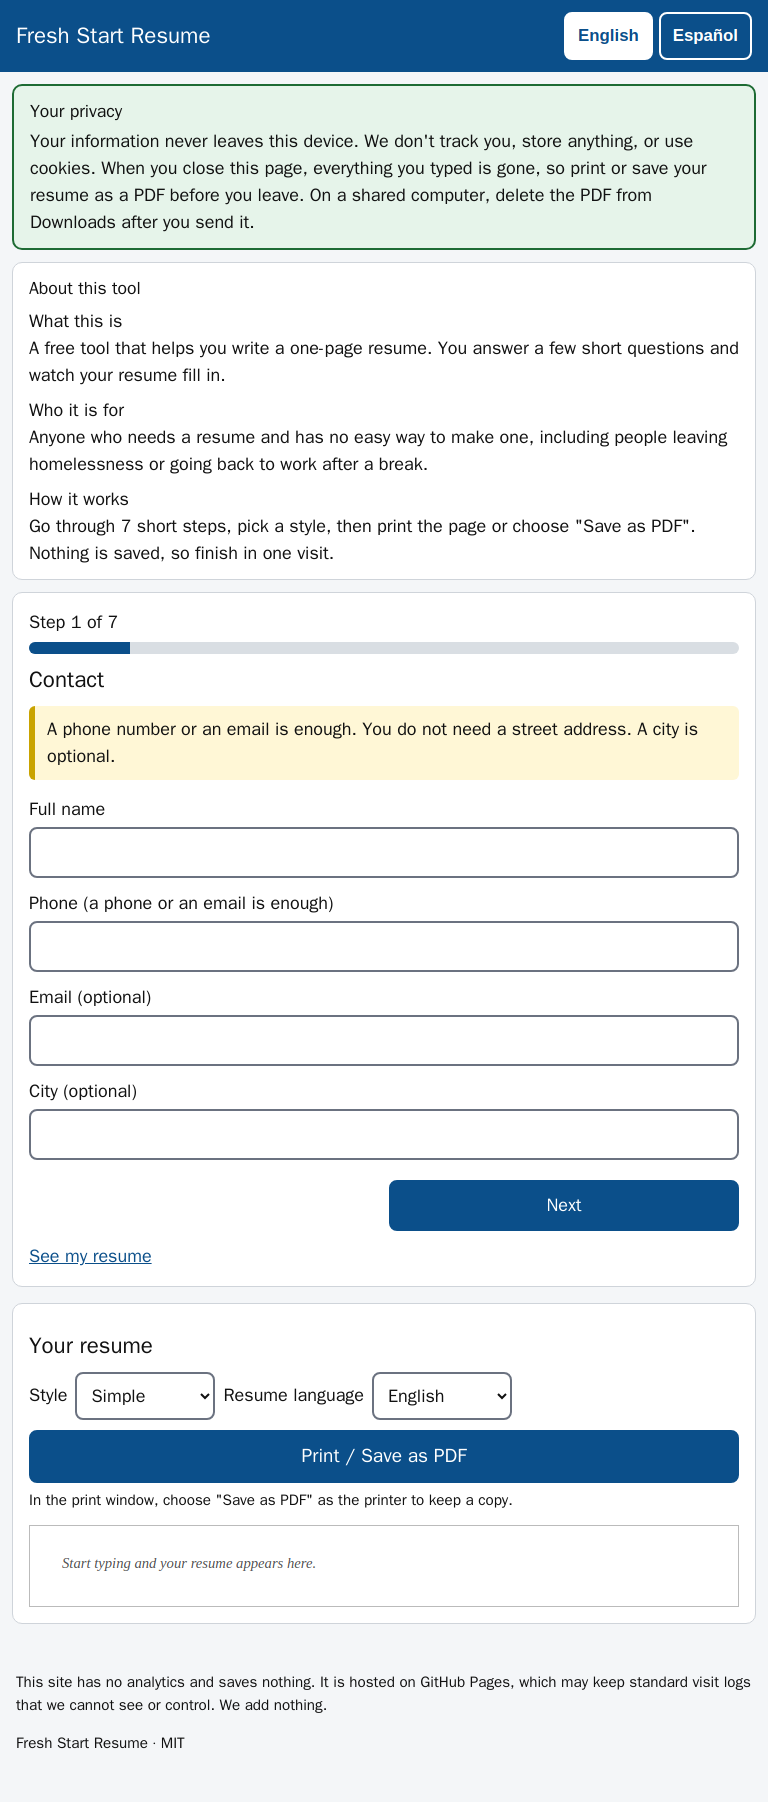 Fresh Start Resume
English
Español
Your privacy
Your information never leaves this device. We don't track you, store anything, or use
cookies. When you close this page, everything you typed is gone, so print or save your
resume as a PDF before you leave. On a shared computer, delete the PDF from
Downloads after you send it.
About this tool
What this is
A free tool that helps you write a one-page resume. You answer a few short questions and
watch your resume fill in.
Who it is for
Anyone who needs a resume and has no easy way to make one, including people leaving
homelessness or going back to work after a break.
How it works
Go through 7 short steps, pick a style, then print the page or choose "Save as PDF".
Nothing is saved, so finish in one visit.
Step 1 of 7
Contact
A phone number or an email is enough. You do not need a street address. A city is
optional.
Full name
Phone (a phone or an email is enough)
Email (optional)
City (optional)
Next
See my resume
Your resume
Style
Simple
Resume language
English
Print / Save as PDF
In the print window, choose "Save as PDF" as the printer to keep a copy.
Start typing and your resume appears here.
This site has no analytics and saves nothing. It is hosted on GitHub Pages, which may keep standard visit logs
that we cannot see or control. We add nothing.
Fresh Start Resume · MIT